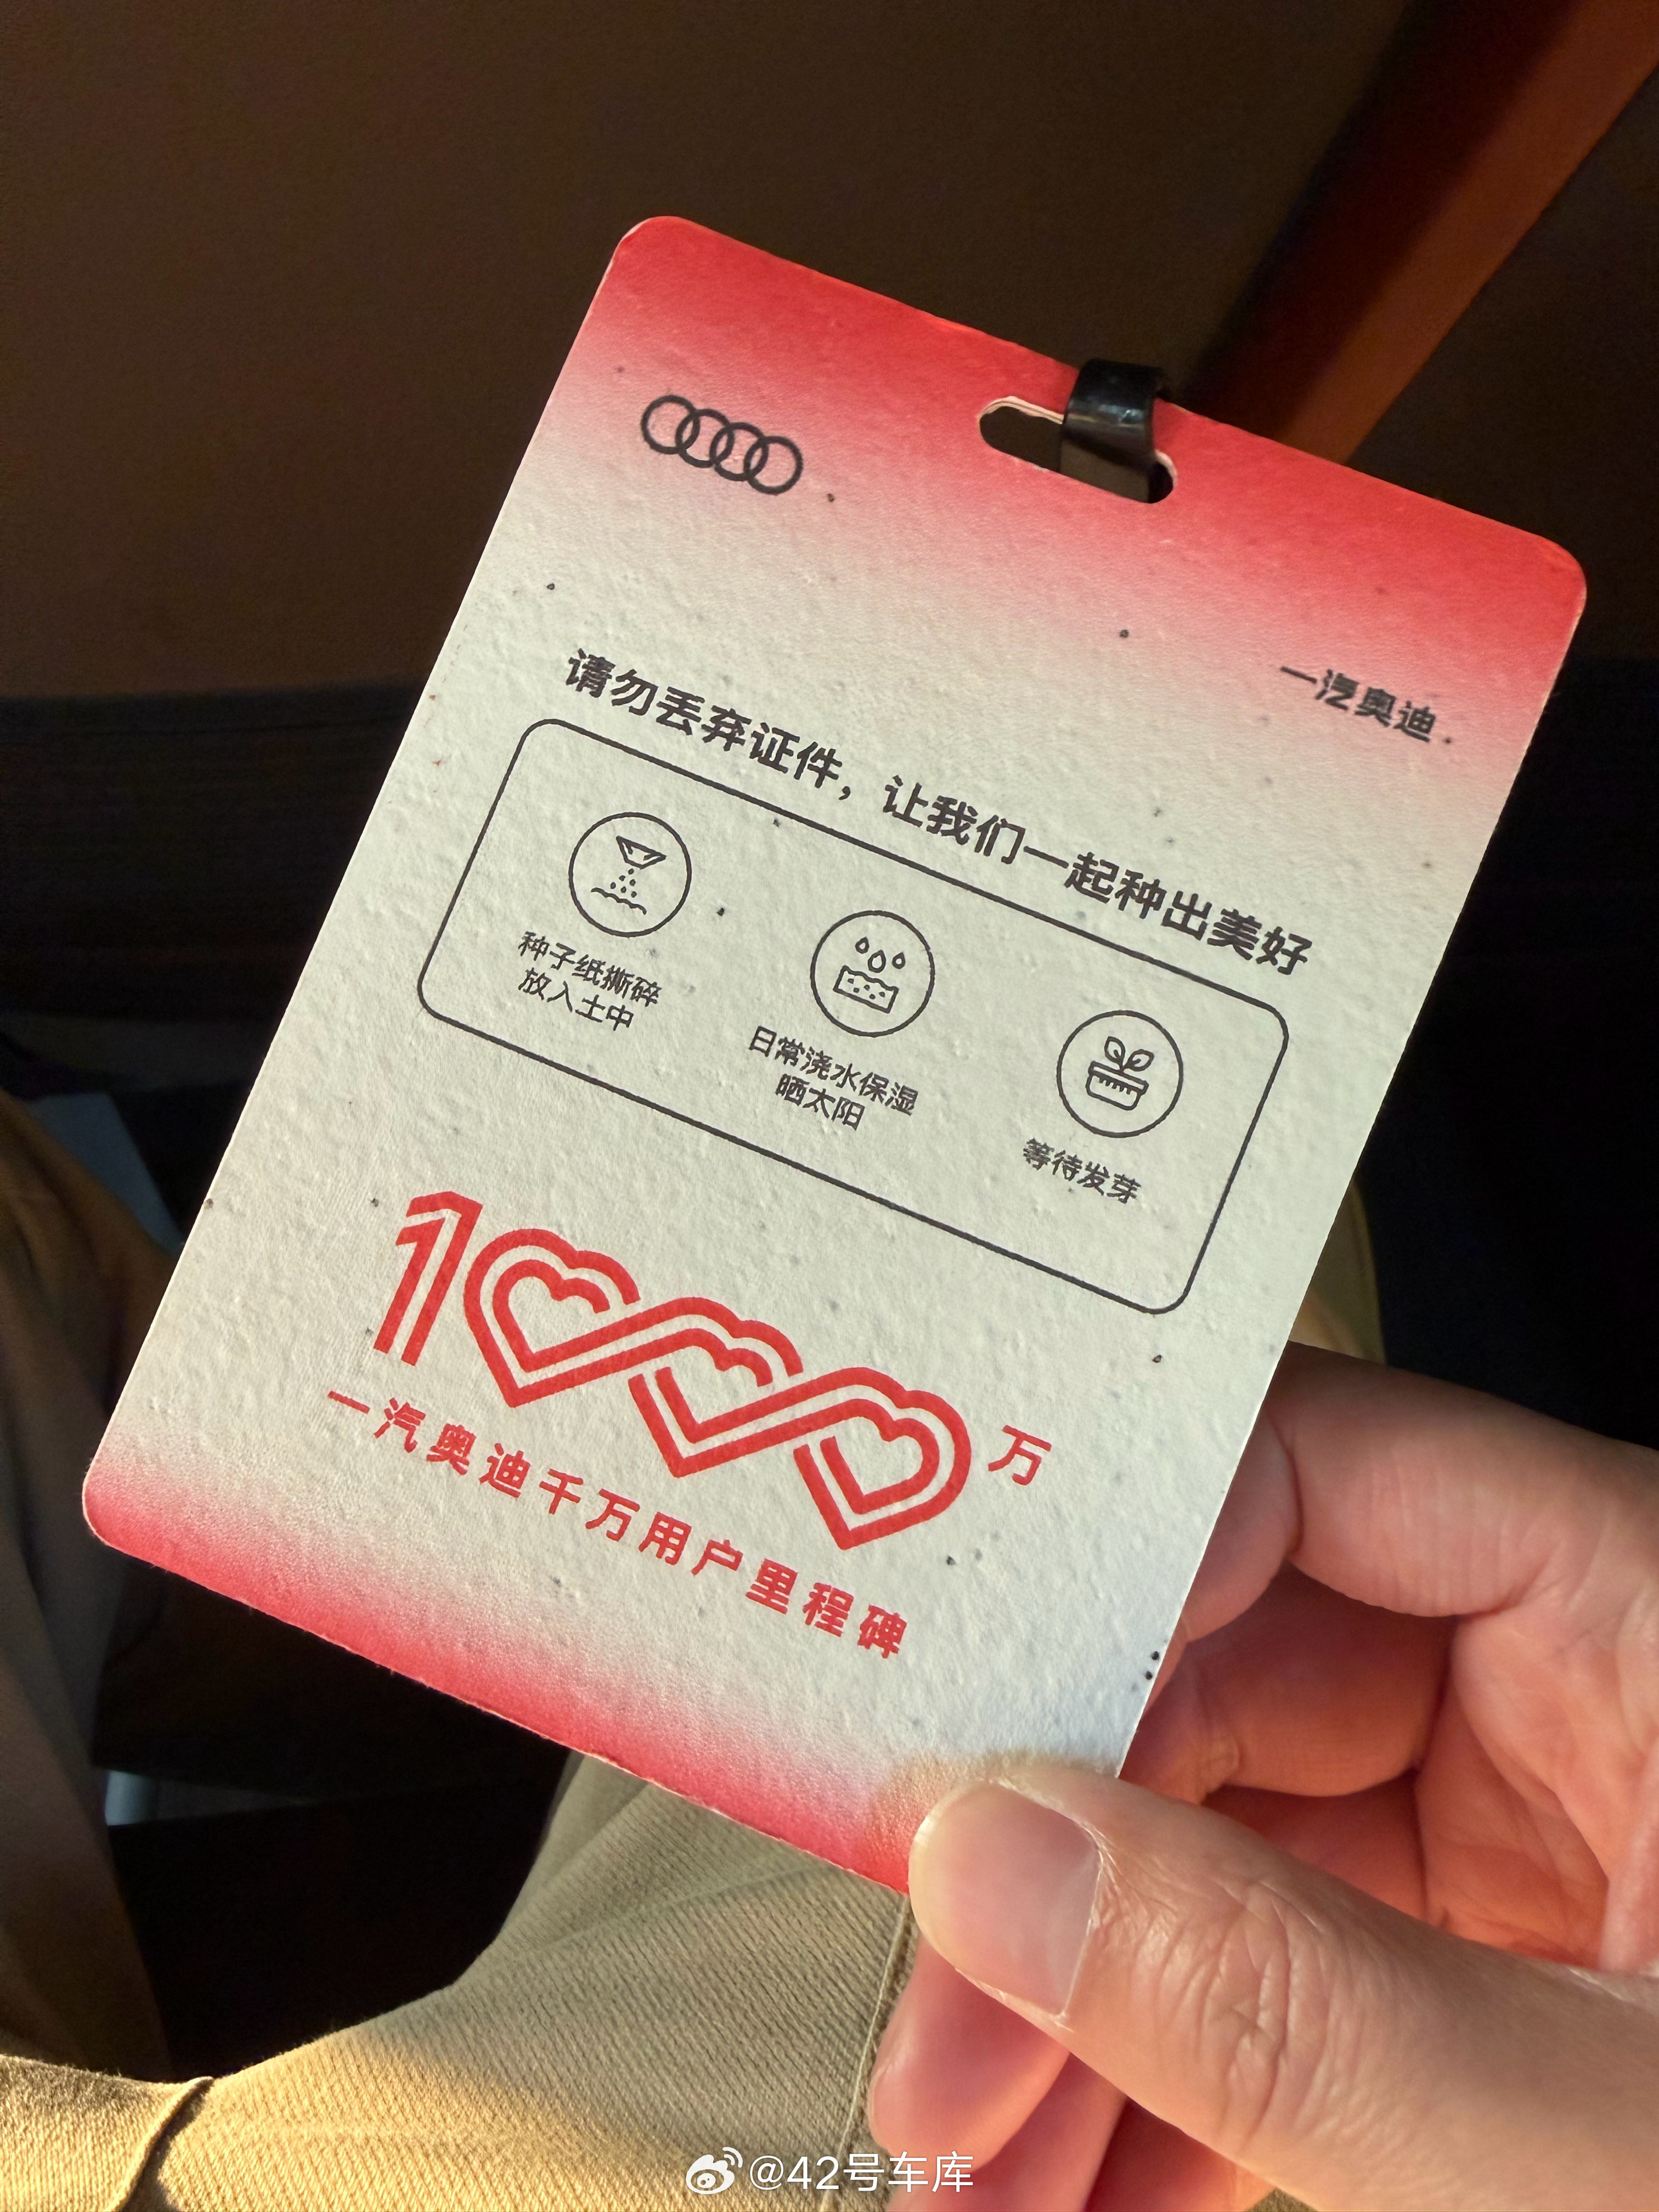 一汽奥迪
请勿丢弃证件，让我们一起种出美好
种子纸撕碎
放入土中
日常浇水保湿
晒太阳
等待发芽
1000万
一汽奥迪千万用户里程碑
@42号车库